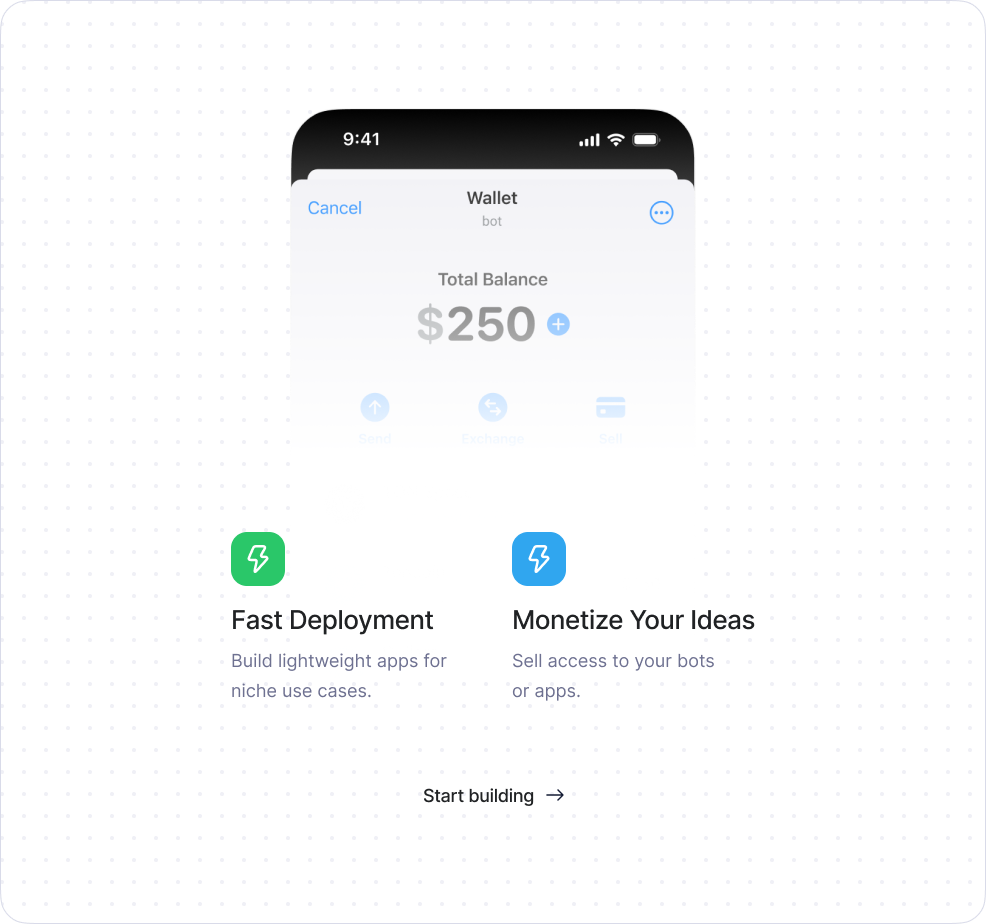 9:41
Cancel
Wallet
bot
Total Balance
$250
Send
Exchange
Sell
Fast Deployment
Build lightweight apps for
niche use cases.
Monetize Your Ideas
Sell access to your bots
or apps.
Start building →